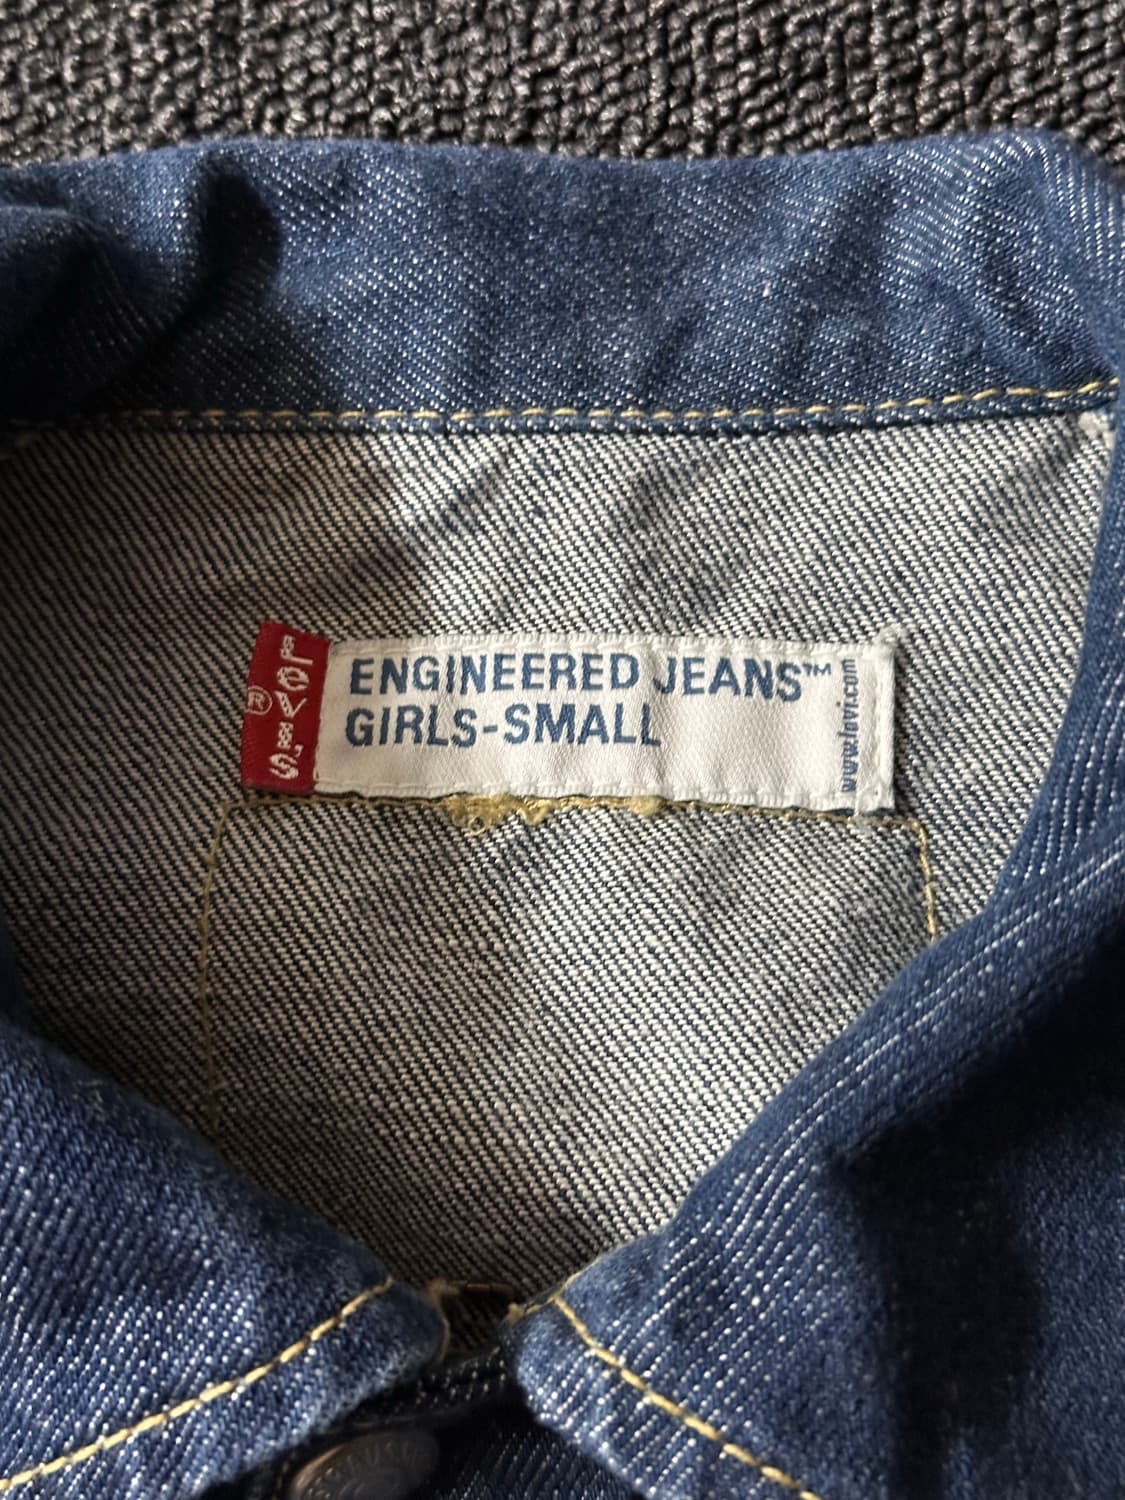 LEVI'S
®
ENGINEERED JEANS™
GIRLS-SMALL
www.levi.com